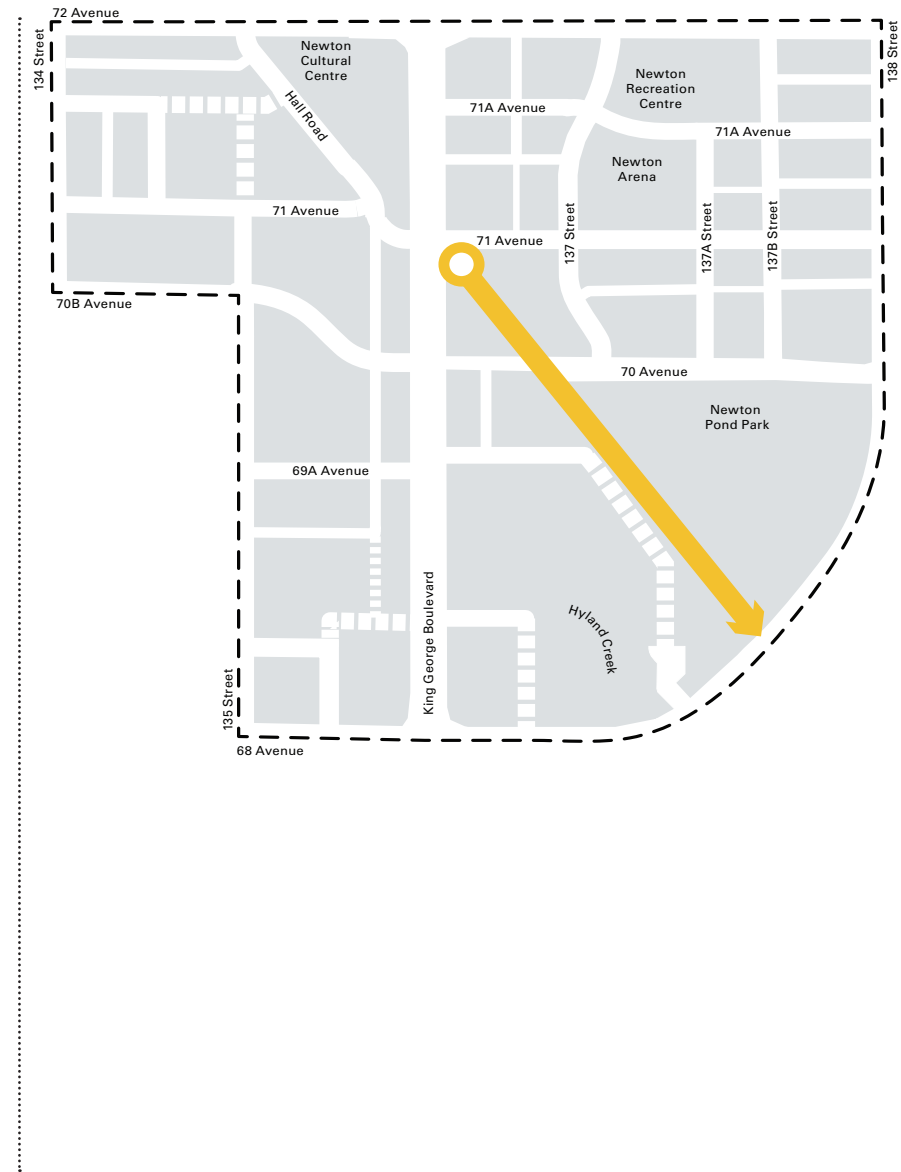 72 Avenue
134 Street
138 Street
Newton
Cultural
Centre
Newton
Recreation
Centre
Hall Road
71A Avenue
71A Avenue
Newton
Arena
71 Avenue
71 Avenue
137 Street
137A Street
137B Street
70B Avenue
70 Avenue
Newton
Pond Park
69A Avenue
King George Boulevard
Hyland Creek
135 Street
68 Avenue